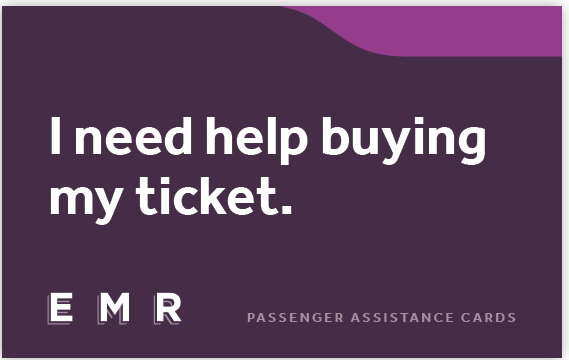 I need help buying
my ticket.
EMR
PASSENGER ASSISTANCE CARDS